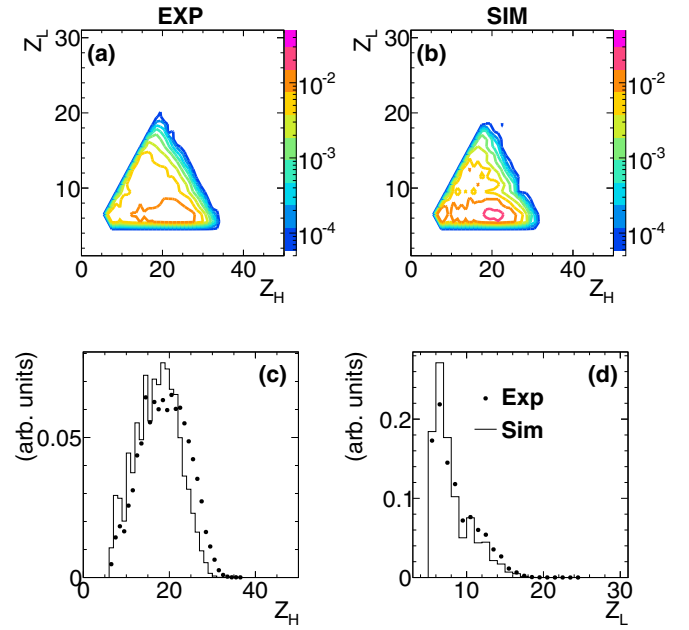 EXP SIM
Z_L 30 (a) Z_L 30 (b)
10^{-2} 10^{-2}
20 20
10^{-3} 10^{-3}
10 10
10^{-4} 10^{-4}
0 20 40 0 20 40
Z_H Z_H
(arb. units) (c) (arb. units) (d)
0.2 Exp
0.05 Sim
0.1
0 0
0 20 40 10 20 30
Z_H Z_L